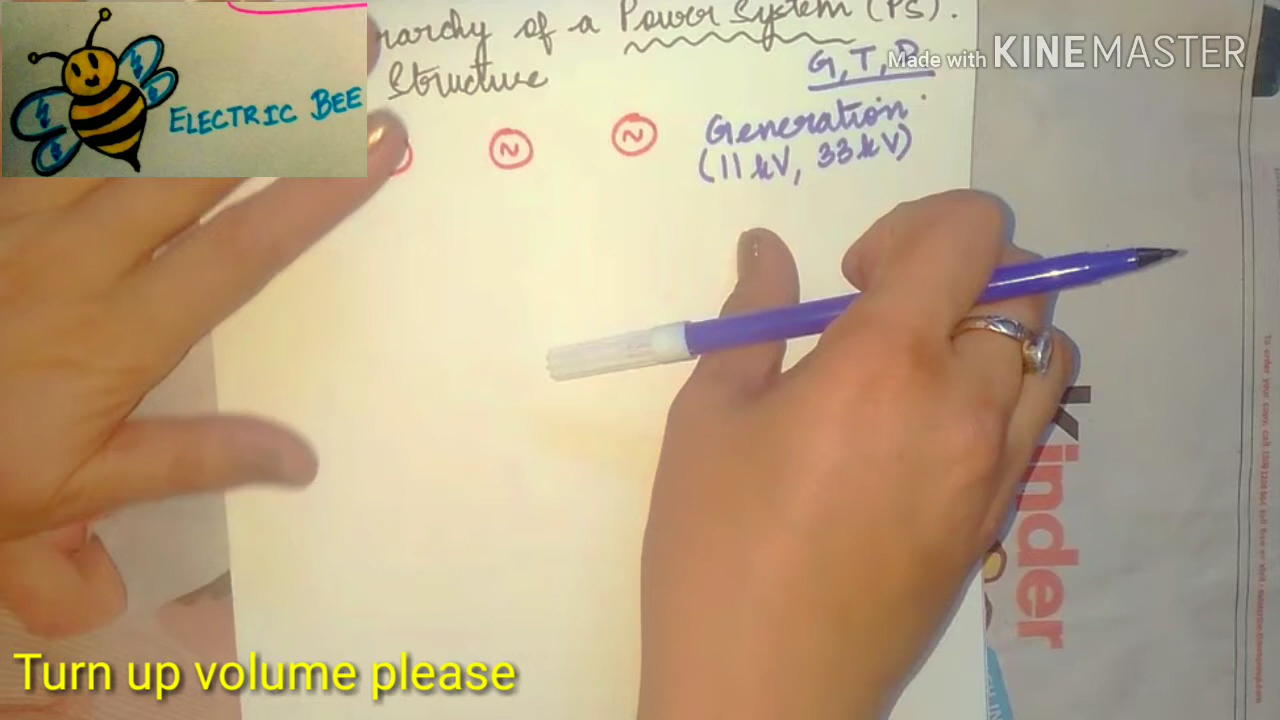 rarchy of a Power System (PS).
Structure
G, T, D
Made with KINEMASTER
ELECTRIC BEE
Generation
(11 kV, 33 kV)
Kinder
Turn up volume please